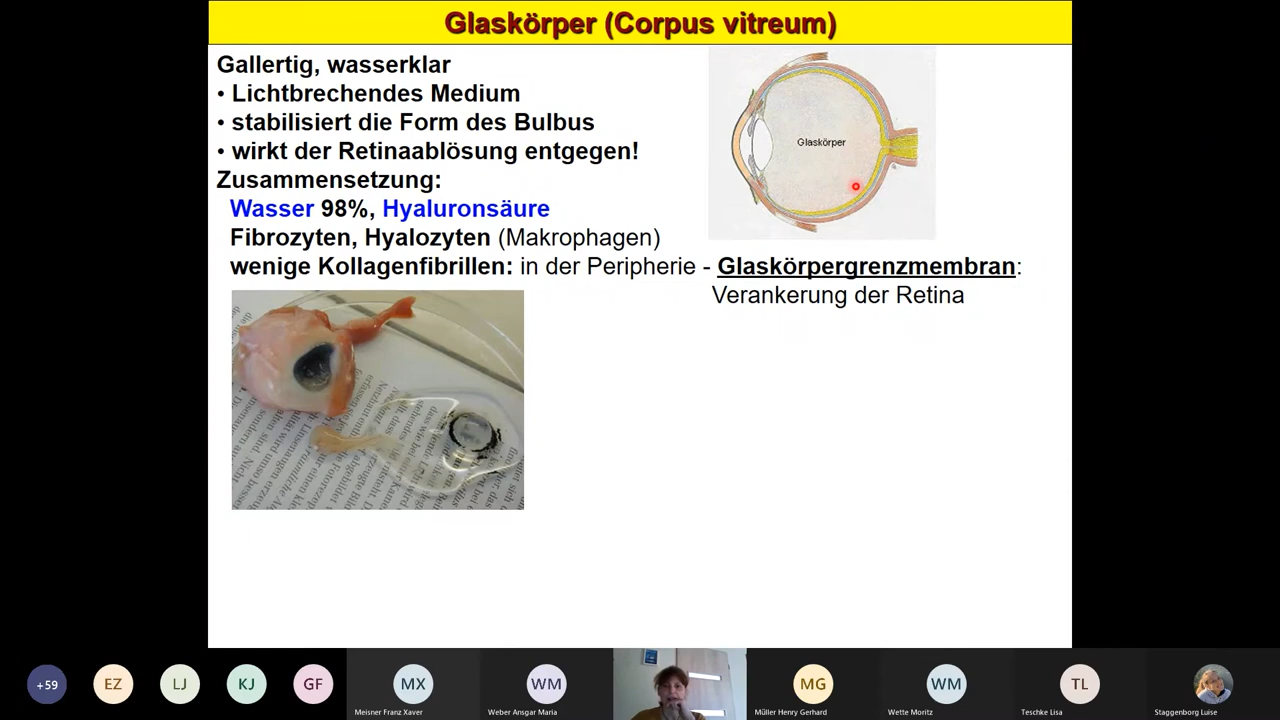 Glaskörper (Corpus vitreum)
Gallertig, wasserklar
• Lichtbrechendes Medium
• stabilisiert die Form des Bulbus
• wirkt der Retinaablösung entgegen!
Zusammensetzung:
Wasser 98%, Hyaluronsäure
Fibrozyten, Hyalozyten (Makrophagen)
wenige Kollagenfibrillen: in der Peripherie - Glaskörpergrenzmembran:
Verankerung der Retina
Glaskörper
+59
EZ
LJ
KJ
GF
MX
Meisner Franz Xaver
WM
Weber Ansgar Maria
MG
Müller Henry Gerhard
WM
Wette Moritz
TL
Teschke Lisa
Staggenborg Luise